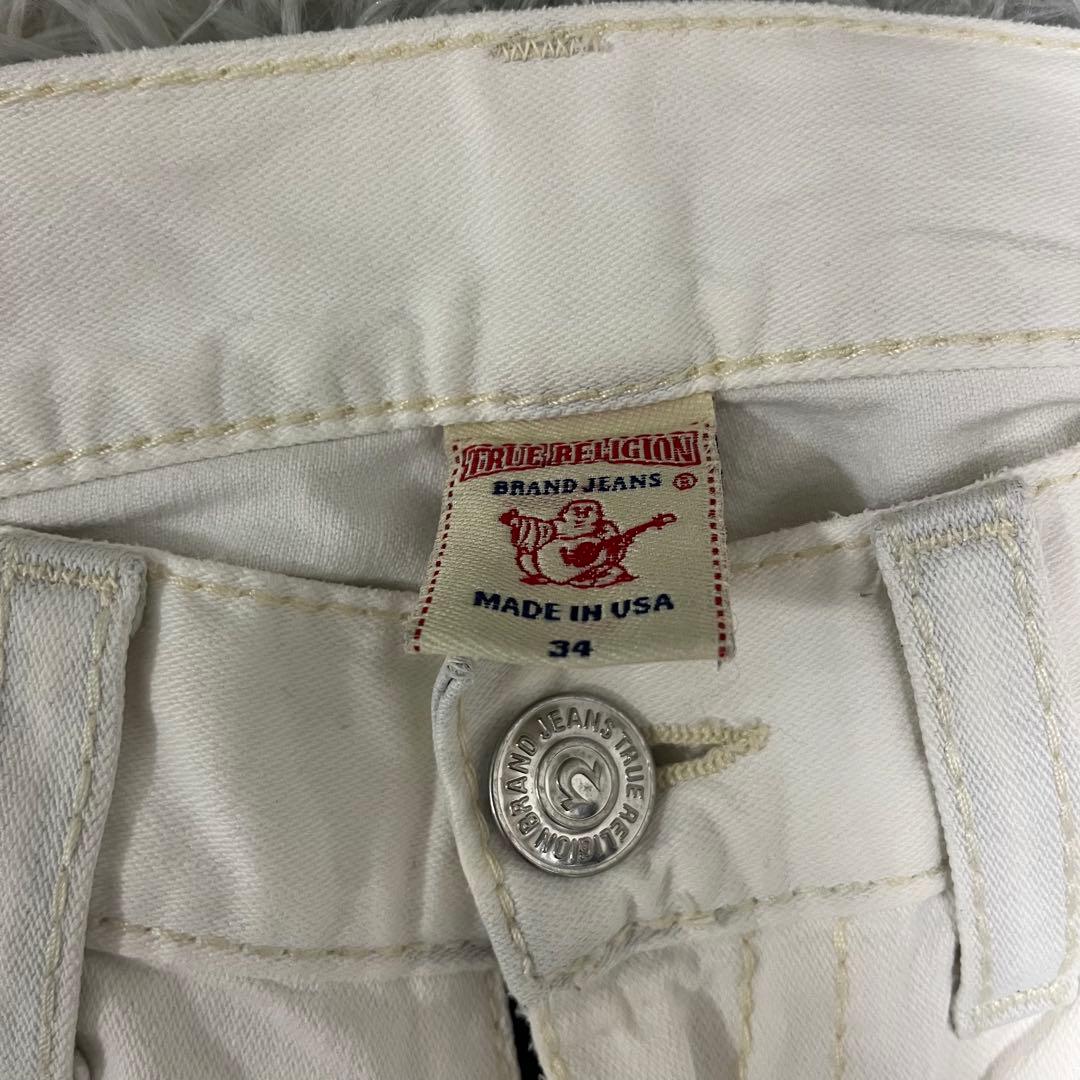 TRUE RELIGION
BRAND JEANS ®
MADE IN USA
34
BRAND JEANS TRUE RELIGION